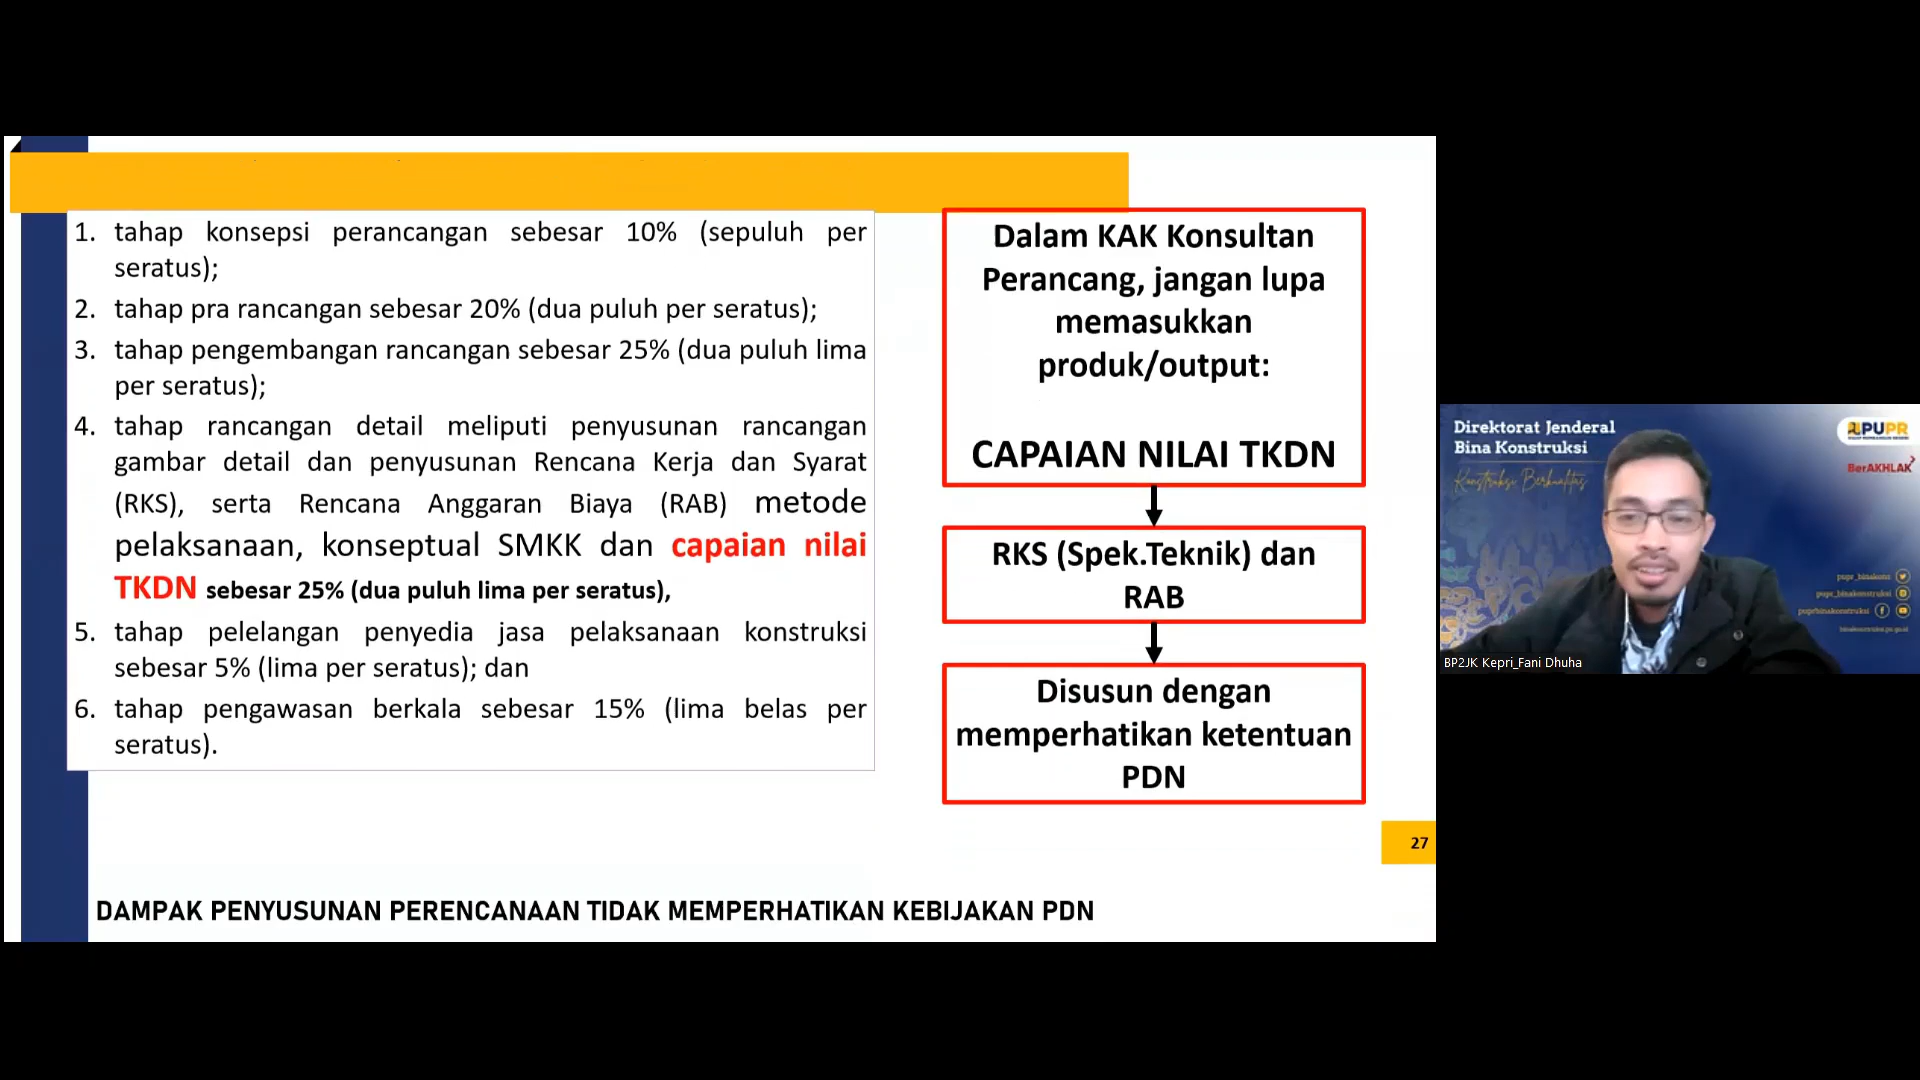 1. tahap konsepsi perancangan sebesar 10% (sepuluh per
seratus);
2. tahap pra rancangan sebesar 20% (dua puluh per seratus);
3. tahap pengembangan rancangan sebesar 25% (dua puluh lima
per seratus);
4. tahap rancangan detail meliputi penyusunan rancangan
gambar detail dan penyusunan Rencana Kerja dan Syarat
(RKS), serta Rencana Anggaran Biaya (RAB) metode
pelaksanaan, konseptual SMKK dan capaian nilai
TKDN sebesar 25% (dua puluh lima per seratus),
5. tahap pelelangan penyedia jasa pelaksanaan konstruksi
sebesar 5% (lima per seratus); dan
6. tahap pengawasan berkala sebesar 15% (lima belas per
seratus).
Dalam KAK Konsultan
Perancang, jangan lupa
memasukkan
produk/output:
CAPAIAN NILAI TKDN
RKS (Spek.Teknik) dan
RAB
Disusun dengan
memperhatikan ketentuan
PDN
27
DAMPAK PENYUSUNAN PERENCANAAN TIDAK MEMPERHATIKAN KEBIJAKAN PDN
Direktorat Jenderal
Bina Konstruksi
Konstruksi Berkualitas
PUPR
BerAKHLAK
pupr_binakonstruksi
puprbinakonstruksi
BP2JK Kepri_Fani Dhuha